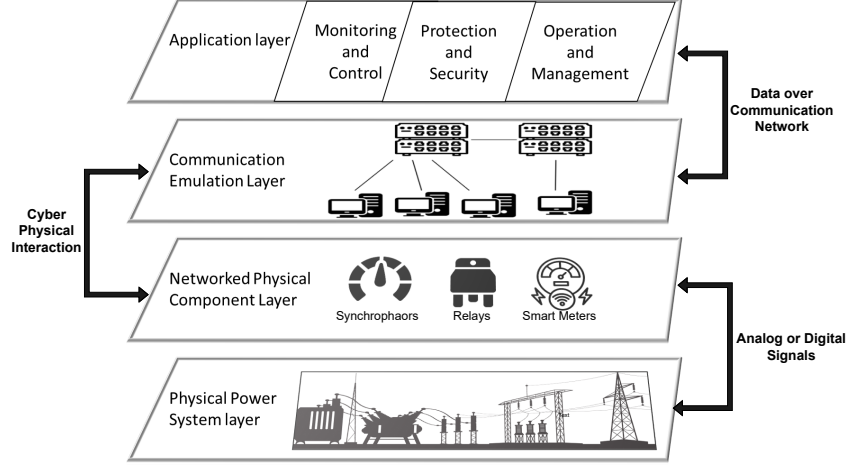 Application layer
Monitoring
and
Control
Protection
and
Security
Operation
and
Management
Data over
Communication
Network
Communication
Emulation Layer
Cyber
Physical
Interaction
Networked Physical
Component Layer
Synchrophaors
Relays
Smart Meters
Analog or Digital
Signals
Physical Power
System layer
Text